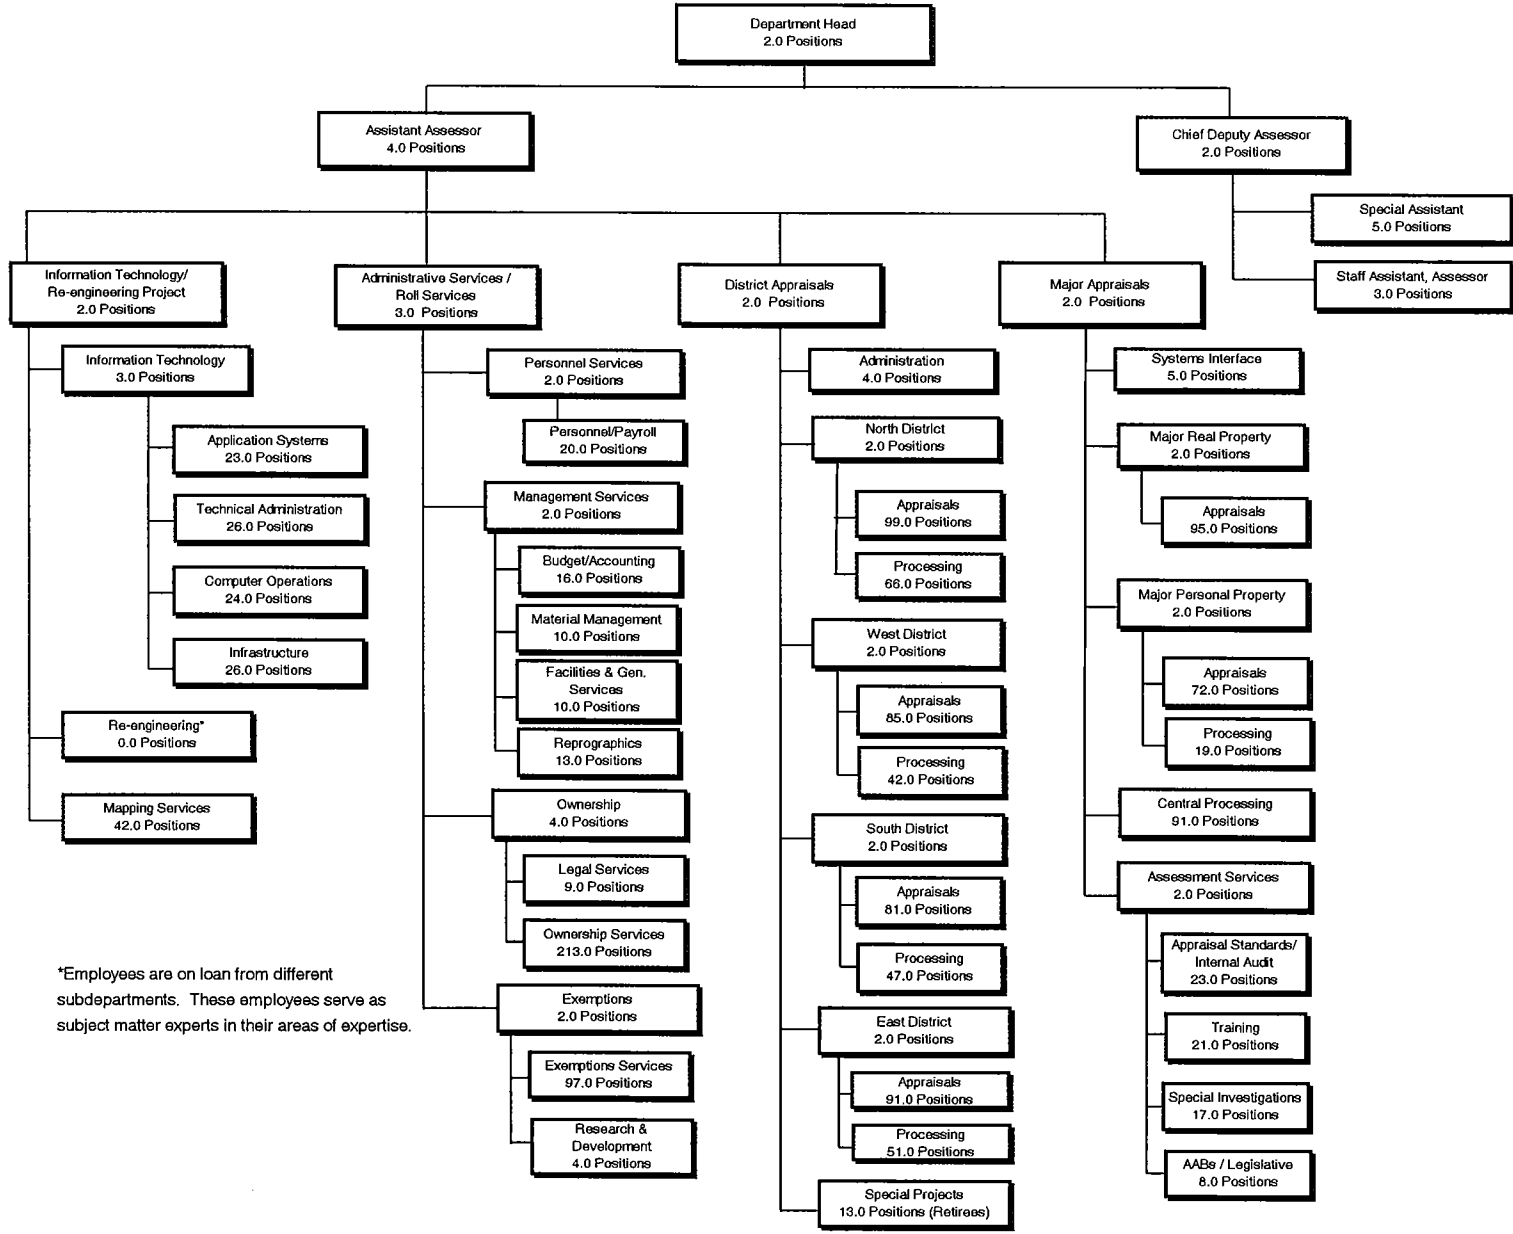 Department Head
2.0 Positions
Assistant Assessor
4.0 Positions
Chief Deputy Assessor
2.0 Positions
Special Assistant
5.0 Positions
Staff Assistant, Assessor
3.0 Positions
Information Technology/
Re-engineering Project
2.0 Positions
Information Technology
3.0 Positions
Application Systems
23.0 Positions
Technical Administration
26.0 Positions
Computer Operations
24.0 Positions
Infrastructure
26.0 Positions
Re-engineering*
0.0 Positions
Mapping Services
42.0 Positions
Administrative Services /
Roll Services
3.0 Positions
Personnel Services
2.0 Positions
Personnel/Payroll
20.0 Positions
Management Services
2.0 Positions
Budget/Accounting
16.0 Positions
Material Management
10.0 Positions
Facilities & Gen.
Services
10.0 Positions
Reprographics
13.0 Positions
Ownership
4.0 Positions
Legal Services
9.0 Positions
Ownership Services
213.0 Positions
Exemptions
2.0 Positions
Exemptions Services
97.0 Positions
Research &
Development
4.0 Positions
District Appraisals
2.0 Positions
Administration
4.0 Positions
North District
2.0 Positions
Appraisals
99.0 Positions
Processing
66.0 Positions
West District
2.0 Positions
Appraisals
85.0 Positions
Processing
42.0 Positions
South District
2.0 Positions
Appraisals
81.0 Positions
Processing
47.0 Positions
East District
2.0 Positions
Appraisals
91.0 Positions
Processing
51.0 Positions
Special Projects
13.0 Positions (Retirees)
Major Appraisals
2.0 Positions
Systems Interface
5.0 Positions
Major Real Property
2.0 Positions
Appraisals
95.0 Positions
Major Personal Property
2.0 Positions
Appraisals
72.0 Positions
Processing
19.0 Positions
Central Processing
91.0 Positions
Assessment Services
2.0 Positions
Appraisal Standards/
Internal Audit
23.0 Positions
Training
21.0 Positions
Special Investigations
17.0 Positions
AABs / Legislative
8.0 Positions
*Employees are on loan from different
subdepartments. These employees serve as
subject matter experts in their areas of expertise.